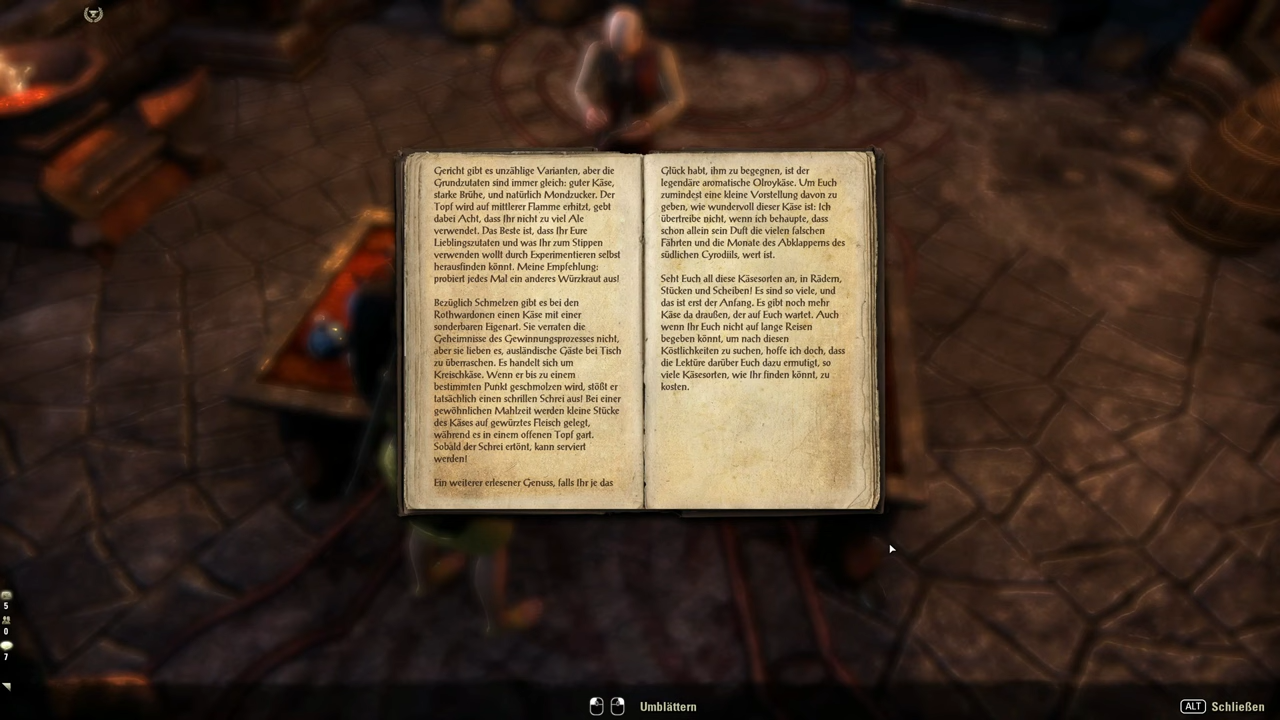 Gericht gibt es unzählige Varianten, aber die
Grundzutaten sind immer gleich: guter Käse,
starke Brühe, und natürlich Mondzucker. Der
Topf wird auf mittlerer Flamme erhitzt, gebt
dabei Acht, dass Ihr nicht zu viel Ale
verwendet. Das Beste ist, dass Ihr Eure
Lieblingszutaten und was Ihr zum Stippen
verwenden wollt durch Experimentieren selbst
herausfinden könnt. Meine Empfehlung:
probiert jedes Mal ein anderes Würzkraut aus!
Bezüglich Schmelzen gibt es bei den
Rothwardonen einen Käse mit einer
sonderbaren Eigenart. Sie verraten die
Geheimnisse des Gewinnungsprozesses nicht,
aber sie lieben es, ausländische Gäste bei Tisch
zu überraschen. Es handelt sich um
Kreischkäse. Wenn er bis zu einem
bestimmten Punkt geschmolzen wird, stößt er
tatsächlich einen schrillen Schrei aus! Bei einer
gewöhnlichen Mahlzeit werden kleine Stücke
des Käses auf gewürztes Fleisch gelegt,
während es in einem offenen Topf gart.
Sobald der Schrei ertönt, kann serviert
werden!
Ein weiterer erlesener Genuss, falls Ihr je das
Glück habt, ihm zu begegnen, ist der
legendäre aromatische Olroykäse. Um Euch
zumindest eine kleine Vorstellung davon zu
geben, wie wundervoll dieser Käse ist: Ich
übertreibe nicht, wenn ich behaupte, dass
schon allein sein Duft die vielen falschen
Fährten und die Monate des Abklapperns des
südlichen Cyrodiils, wert ist.
Seht Euch all diese Käsesorten an, in Rädern,
Stücken und Scheiben! Es sind so viele, und
das ist erst der Anfang. Es gibt noch mehr
Käse da draußen, der auf Euch wartet. Auch
wenn Ihr Euch nicht auf lange Reisen
begeben könnt, um nach diesen
Köstlichkeiten zu suchen, hoffe ich doch, dass
die Lektüre darüber Euch dazu ermutigt, so
viele Käsesorten, wie Ihr finden könnt, zu
kosten.
5
0
7
Umblättern
ALT Schließen